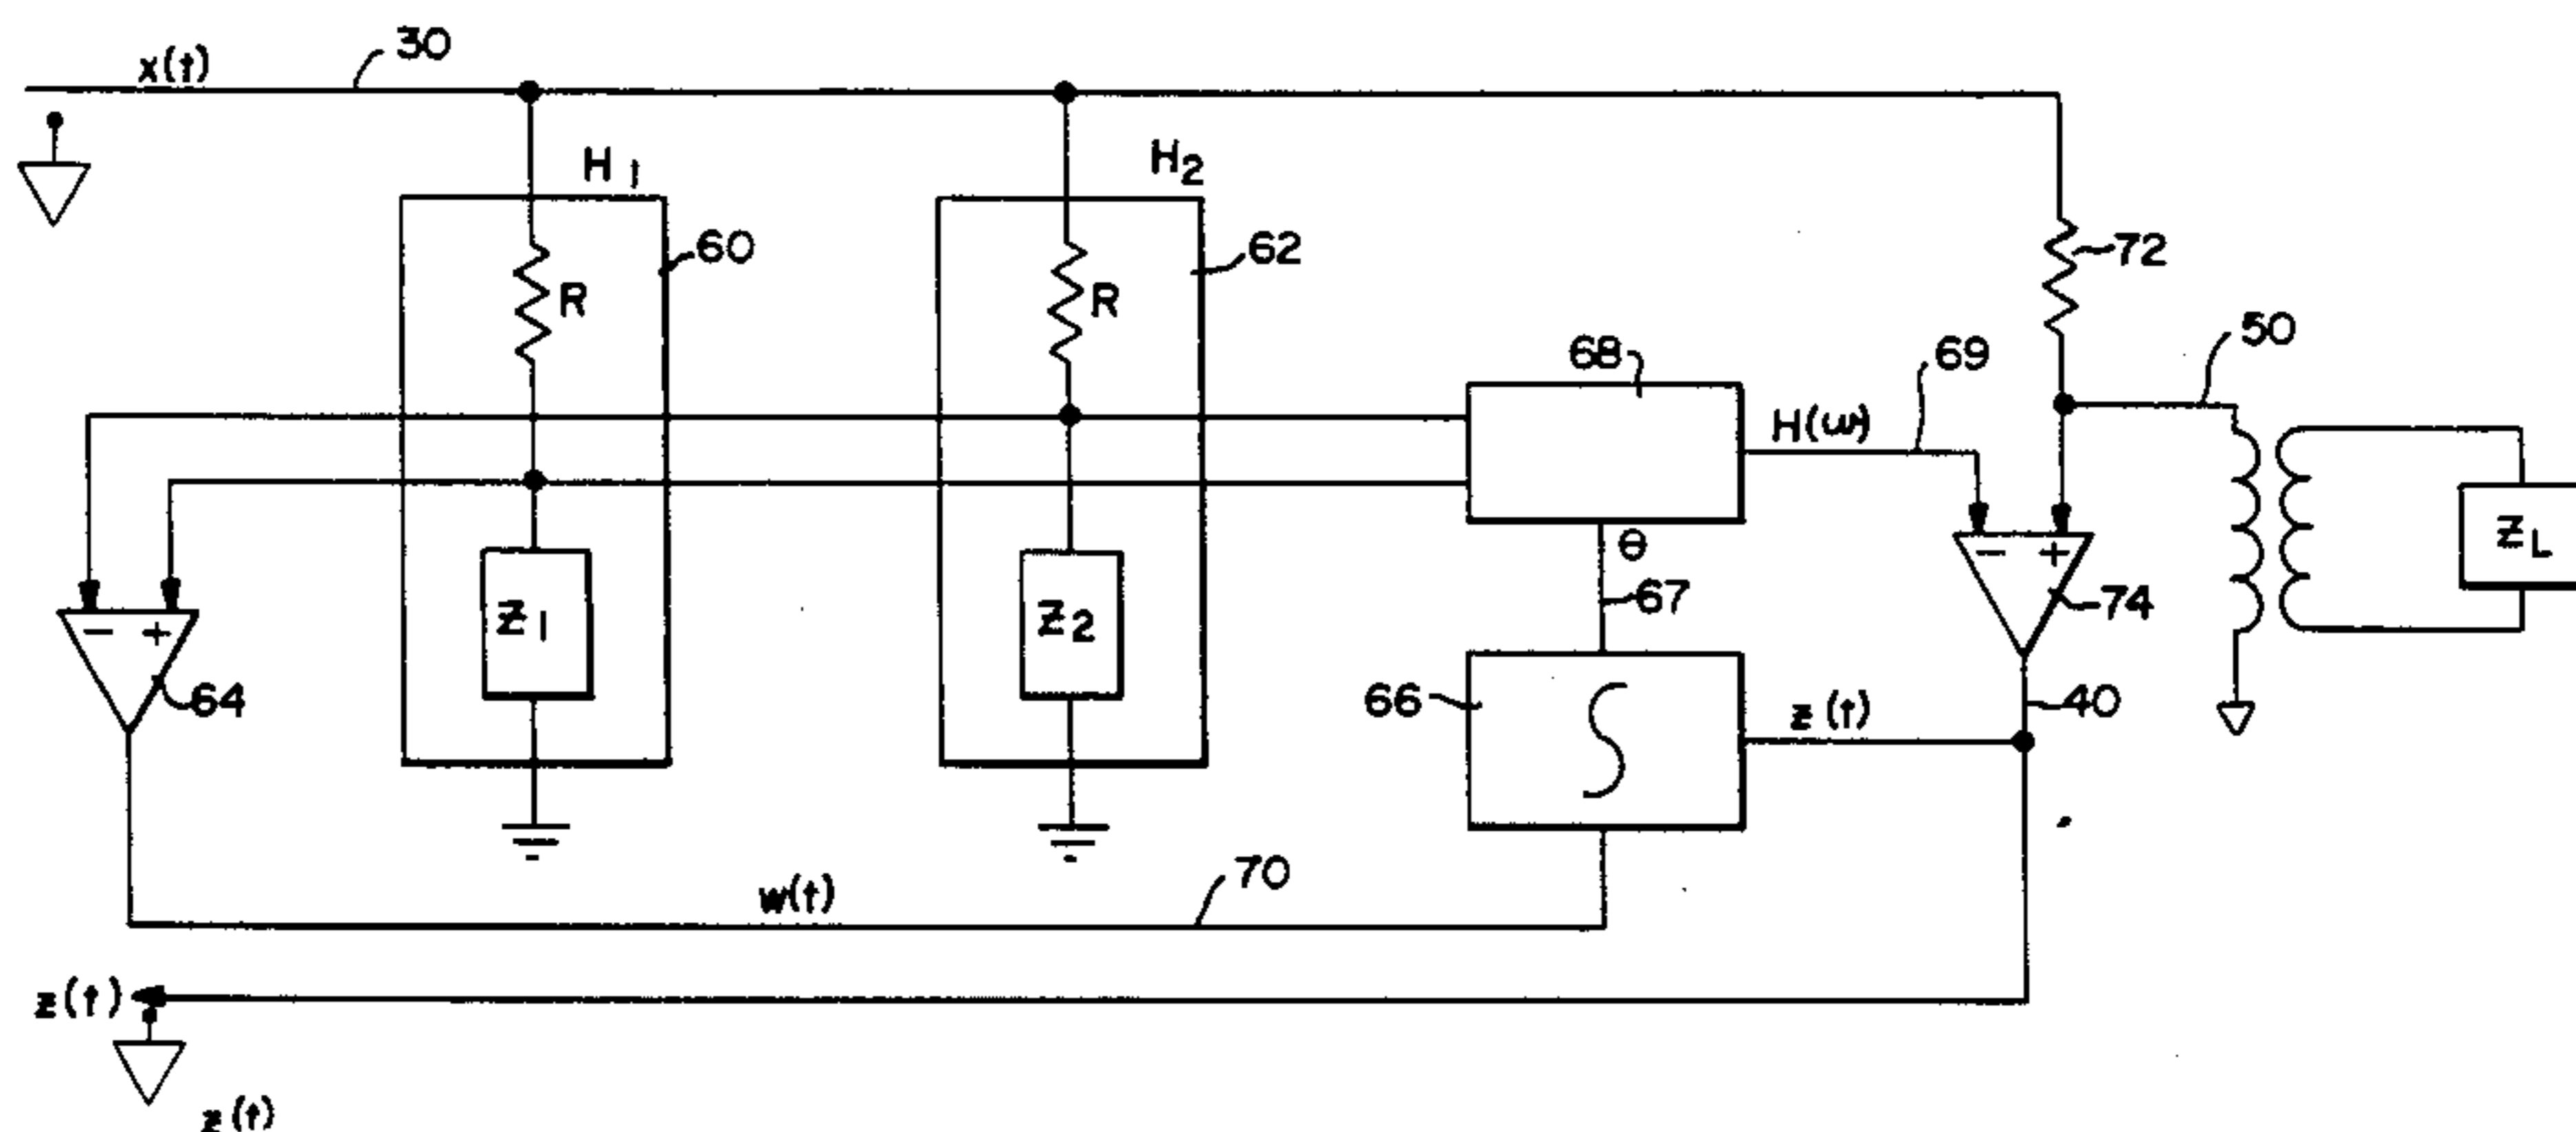 x(t)
30
H1
H2
60
62
72
R
R
50
68
69
H(ω)
θ
Z1
Z2
67
- +
74
ZL
- +
64
66
∫
z(t)
40
w(t)
70
z(t)
z(t)